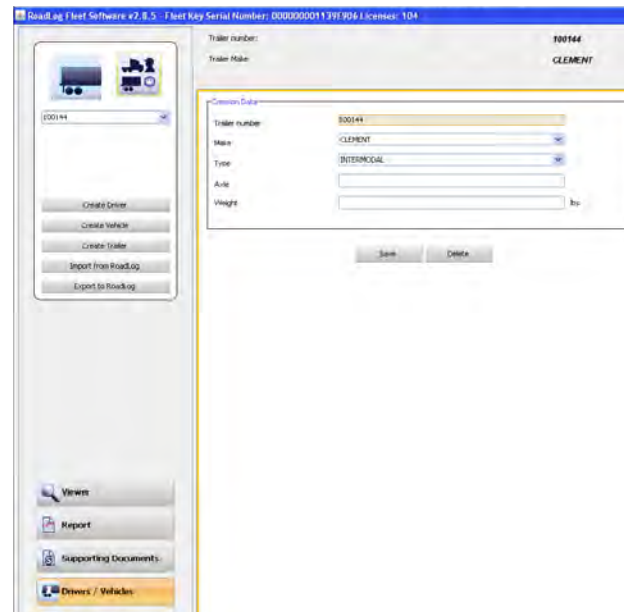 RoadLog Fleet Software v2.0.5 - Fleet Key Serial Number: 000000001139E906 Licenses: 104
Trailer number: 100144
Trailer Make CLEMENT
100144
Create Driver
Create Vehicle
Create Trailer
Import from RoadLog
Export to RoadLog
Common Data
Trailer number 100144
Make CLEMENT
Type INTERMODAL
Axle
Weight lbs
Save Delete
Viewer
Report
Supporting Documents
Drivers / Vehicles